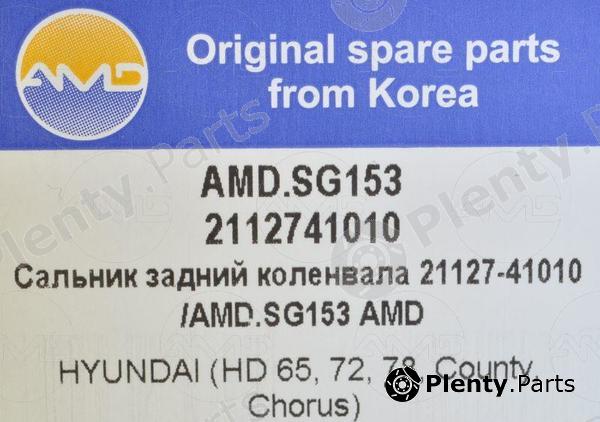 AMD
Original spare parts
from Korea
AMD.SG153
2112741010
Сальник задний коленвала 21127-41010
/AMD.SG153 AMD
HYUNDAI (HD 65, 72, 78, County,
Chorus)
Plenty.Parts